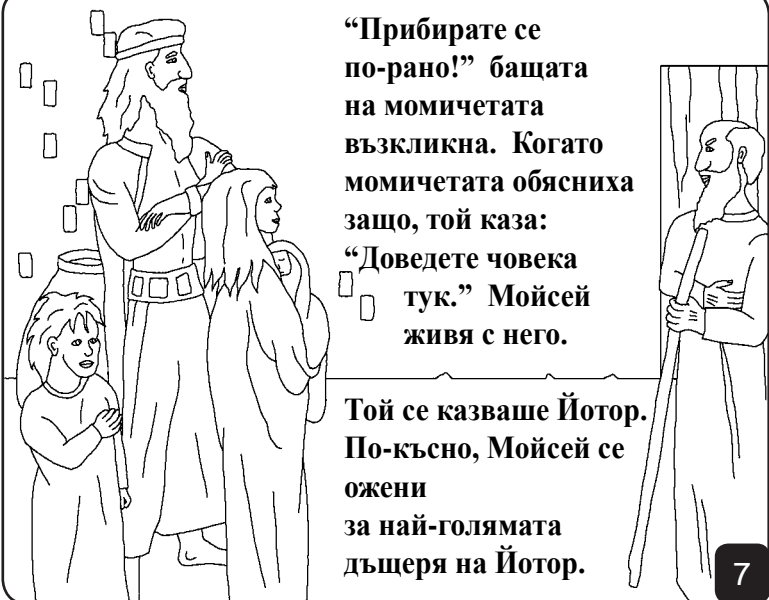 “Прибирате се
по-рано!” бащата
на момичетата
възкликна. Когато
момичетата обясниха
защо, той каза:
“Доведете човека
тук.” Мойсей
живя с него.
Той се казваше Йотор.
По-късно, Мойсей се
ожени
за най-голямата
дъщеря на Йотор.
7